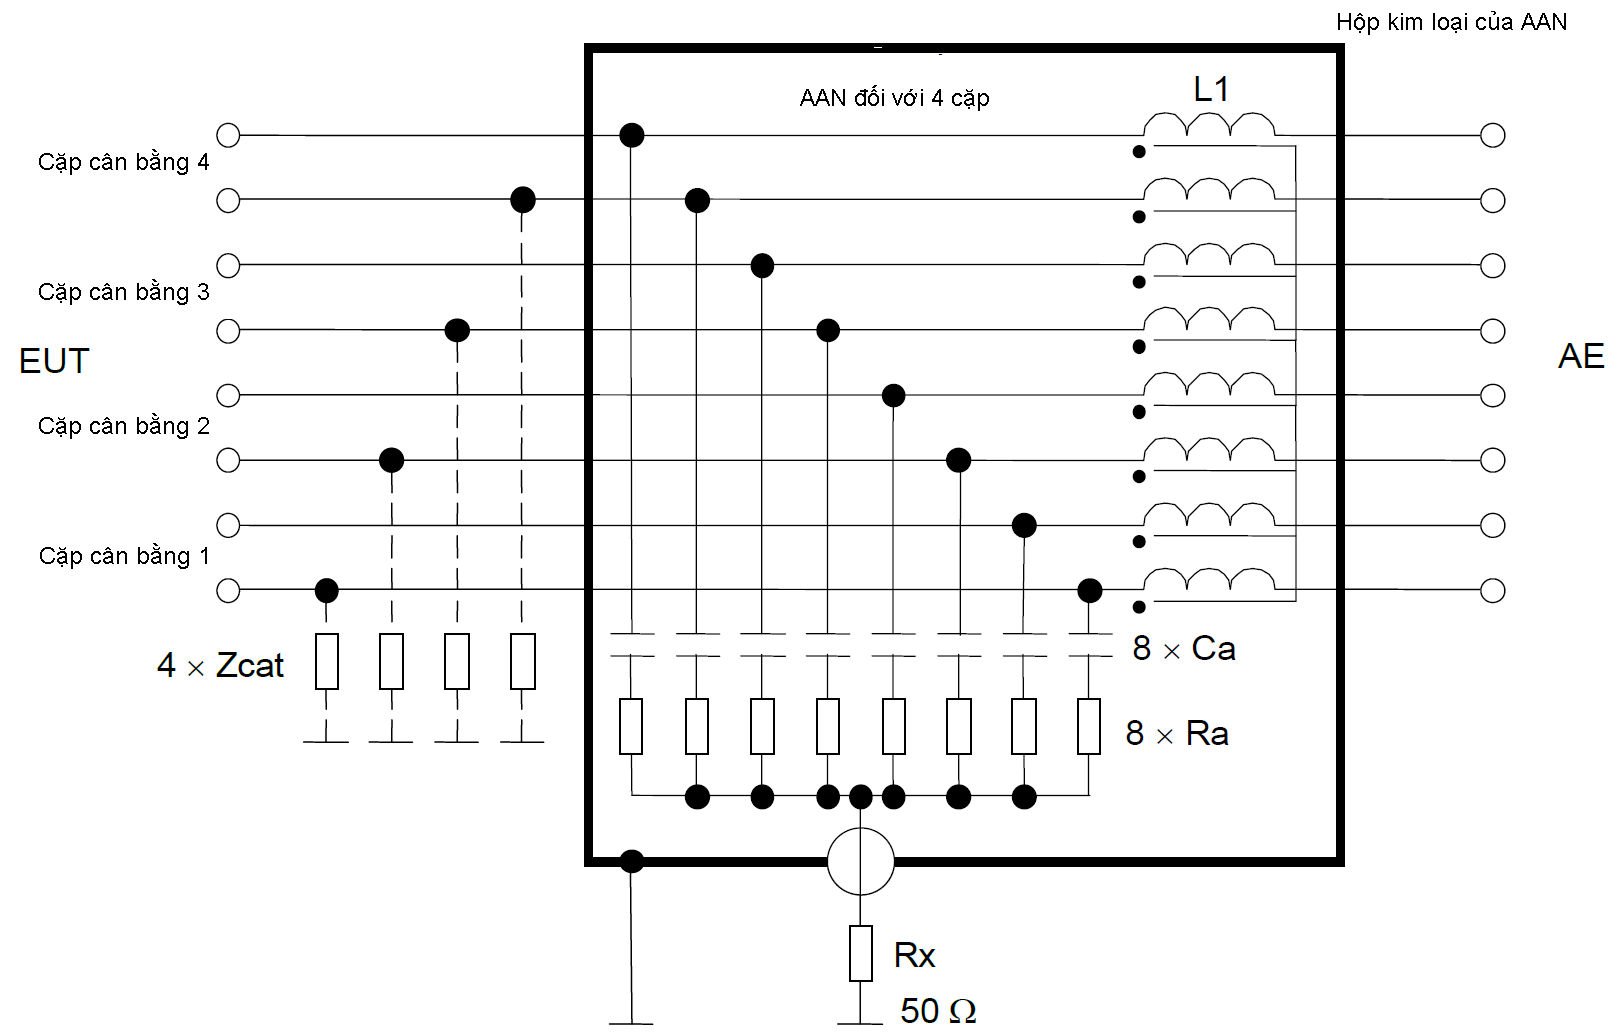 Hộp kim loại của AAN
AAN đối với 4 cặp
L1
Cặp cân bằng 4
Cặp cân bằng 3
EUT
AE
Cặp cân bằng 2
Cặp cân bằng 1
4 × Zcat
8 × Ca
8 × Ra
Rx
50 Ω